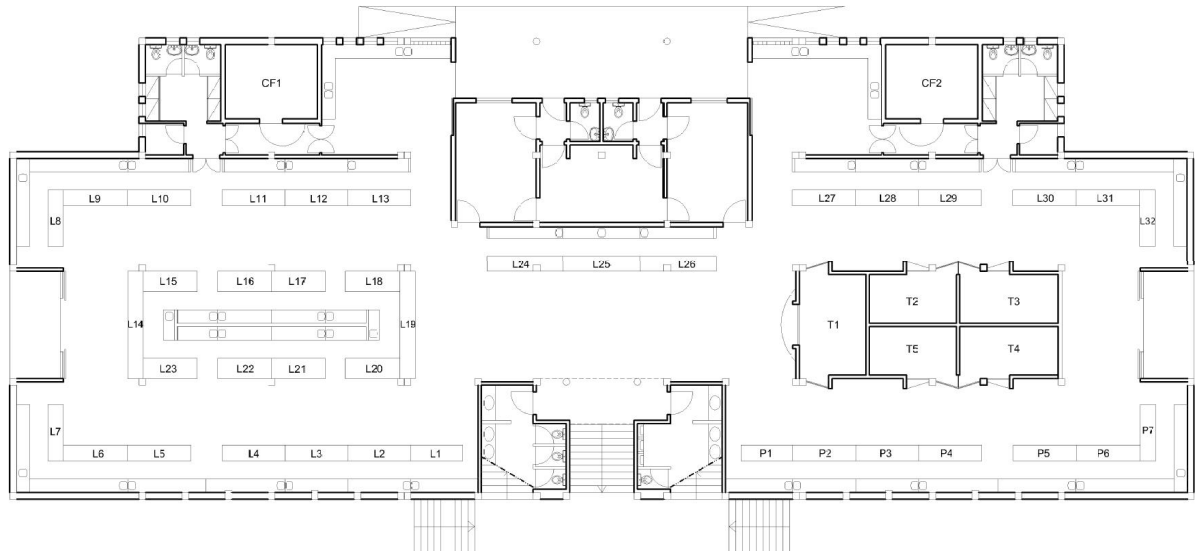 CF1
CF2
L9 L10 L11 L12 L13 L27 L28 L29 L30 L31
L8 L32
L24 L25 L26
L15 L16 L17 L18 T2 T3
L14 L19 T1
L23 L22 L21 L20 T5 T4
L7 P7
L6 L5 L4 L3 L2 L1 P1 P2 P3 P4 P5 P6